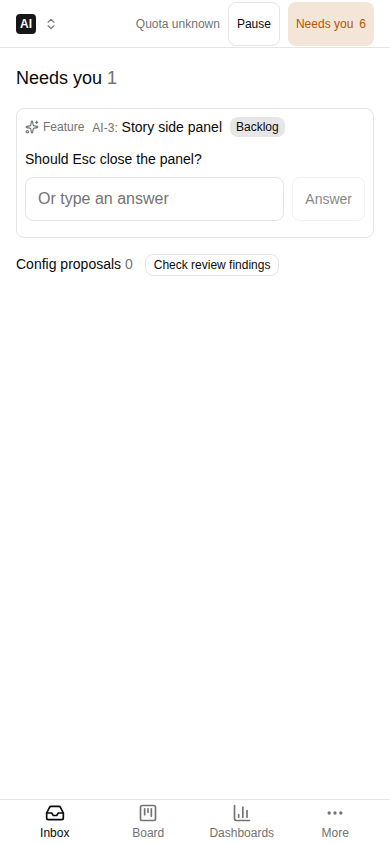 AI
Quota unknown
Pause
Needs you 6
Needs you 1
Feature AI-3: Story side panel Backlog
Should Esc close the panel?
Or type an answer
Answer
Config proposals 0 Check review findings
Inbox
Board
Dashboards
More